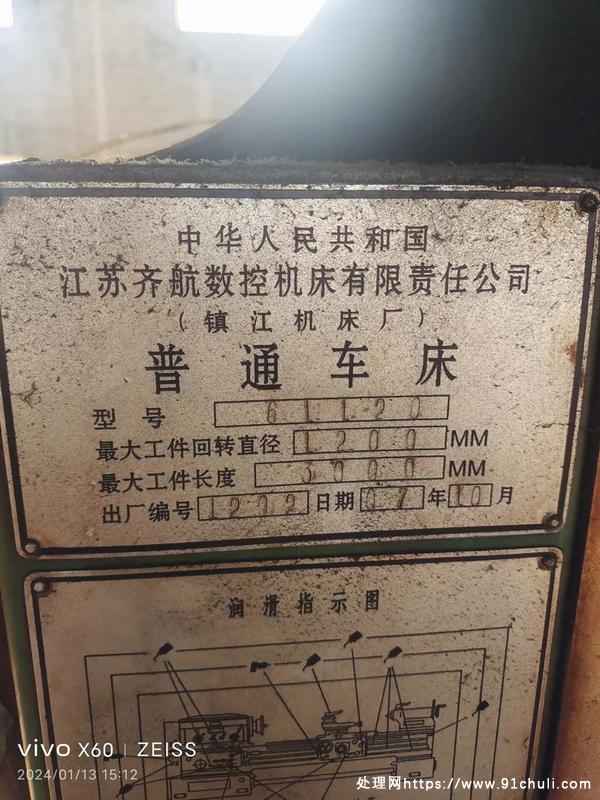 中华人民共和国
江苏齐航数控机床有限责任公司
（镇江机床厂）
普通车床
型号 61120
最大工件回转直径 1200 MM
最大工件长度 3000 MM
出厂编号 1202 日期 07 年 10 月
润滑指示图
vivo X60 | ZEISS
2024/01/13 15:12
处理网https://www.91chuli.com